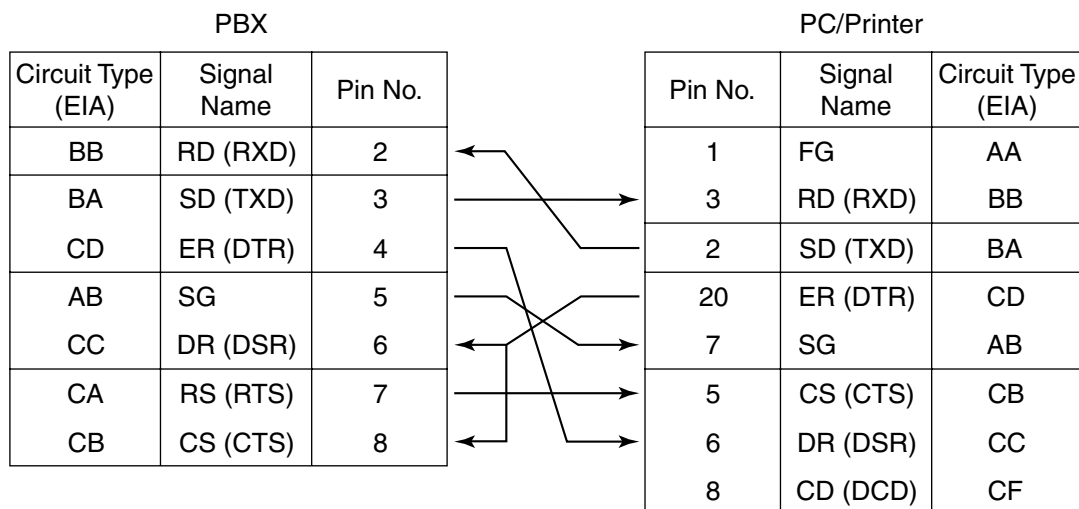 PBX
PC/Printer
Circuit Type (EIA) Signal Name Pin No.
BB RD (RXD) 2
BA SD (TXD) 3
CD ER (DTR) 4
AB SG 5
CC DR (DSR) 6
CA RS (RTS) 7
CB CS (CTS) 8
Pin No. Signal Name Circuit Type (EIA)
1 FG AA
3 RD (RXD) BB
2 SD (TXD) BA
20 ER (DTR) CD
7 SG AB
5 CS (CTS) CB
6 DR (DSR) CC
8 CD (DCD) CF